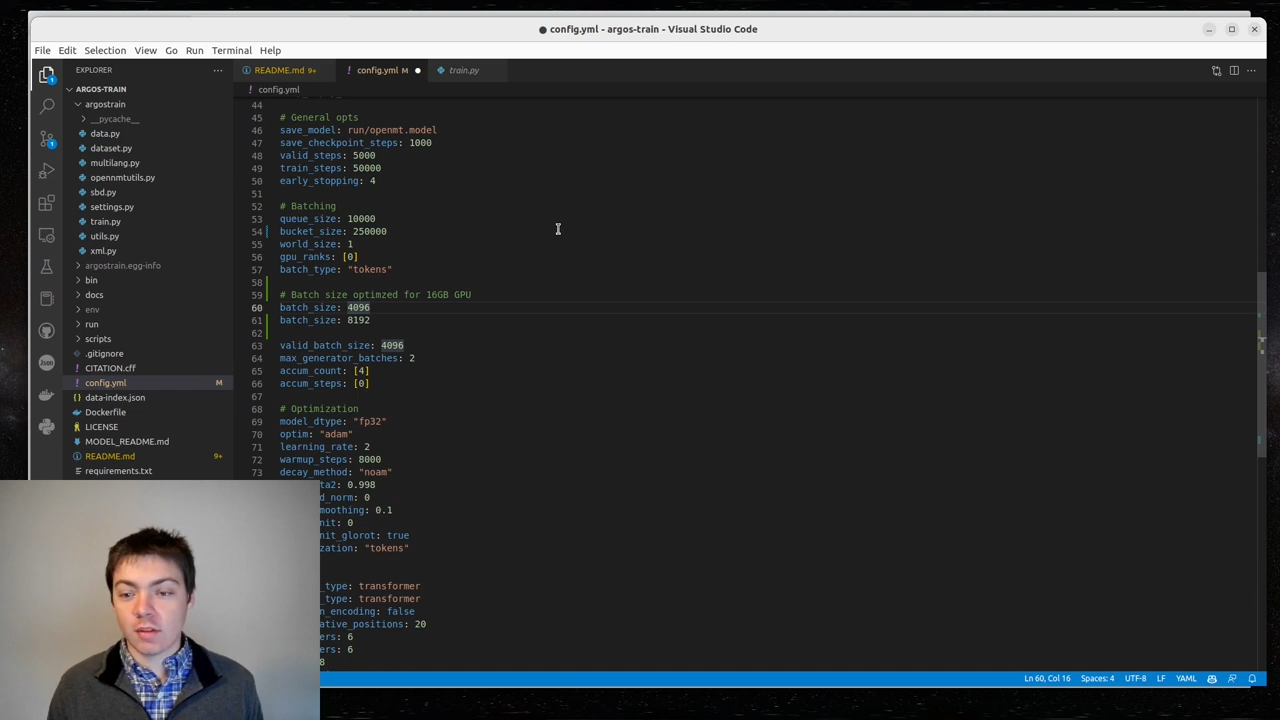 config.yml - argos-train - Visual Studio Code
File Edit Selection View Go Run Terminal Help
EXPLORER
README.md 9+
config.yml M
train.py
ARGOS-TRAIN
config.yml
argostrain
__pycache__
data.py
dataset.py
multilang.py
opennmtutils.py
sbd.py
settings.py
train.py
utils.py
xml.py
argostrain.egg-info
bin
docs
env
run
scripts
.gitignore
CITATION.cff
config.yml M
data-index.json
Dockerfile
LICENSE
MODEL_README.md
README.md 9+
requirements.txt
44
45 # General opts
46 save_model: run/openmt.model
47 save_checkpoint_steps: 1000
48 valid_steps: 5000
49 train_steps: 50000
50 early_stopping: 4
51
52 # Batching
53 queue_size: 10000
54 bucket_size: 250000
55 world_size: 1
56 gpu_ranks: [0]
57 batch_type: "tokens"
58
59 # Batch size optimzed for 16GB GPU
60 batch_size: 4096
61 batch_size: 8192
62
63 valid_batch_size: 4096
64 max_generator_batches: 2
65 accum_count: [4]
66 accum_steps: [0]
67
68 # Optimization
69 model_dtype: "fp32"
70 optim: "adam"
71 learning_rate: 2
72 warmup_steps: 8000
73 decay_method: "noam"
ta2: 0.998
d_norm: 0
moothing: 0.1
nit: 0
nit_glorot: true
ization: "tokens"
_type: transformer
_type: transformer
n_encoding: false
ative_positions: 20
ers: 6
ers: 6
8
Ln 60, Col 16 Spaces: 4 UTF-8 LF YAML